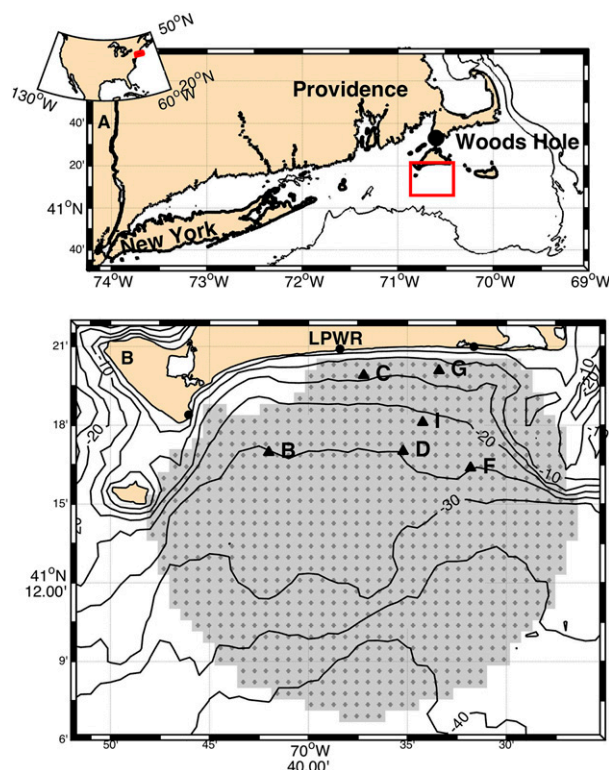 50°N
130°W
20°N
60°W
A
Providence
Woods Hole
New York
40'
20'
41°N
40'
74°W
73°W
72°W
71°W
70°W
69°W
B
LPWR
21'
18'
15'
41°N
12.00'
9'
6'
-10
-20
-20
C
G
I
B
D
F
-20
-10
-30
-40
50'
45'
70°W
40.00'
35'
30'